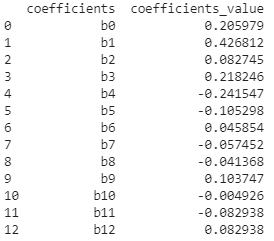 coefficients coefficients_value
0 b0 0.205979
1 b1 0.426812
2 b2 0.082745
3 b3 0.218246
4 b4 -0.241547
5 b5 -0.105298
6 b6 0.045854
7 b7 -0.057452
8 b8 -0.041368
9 b9 0.103747
10 b10 -0.004926
11 b11 -0.082938
12 b12 0.082938